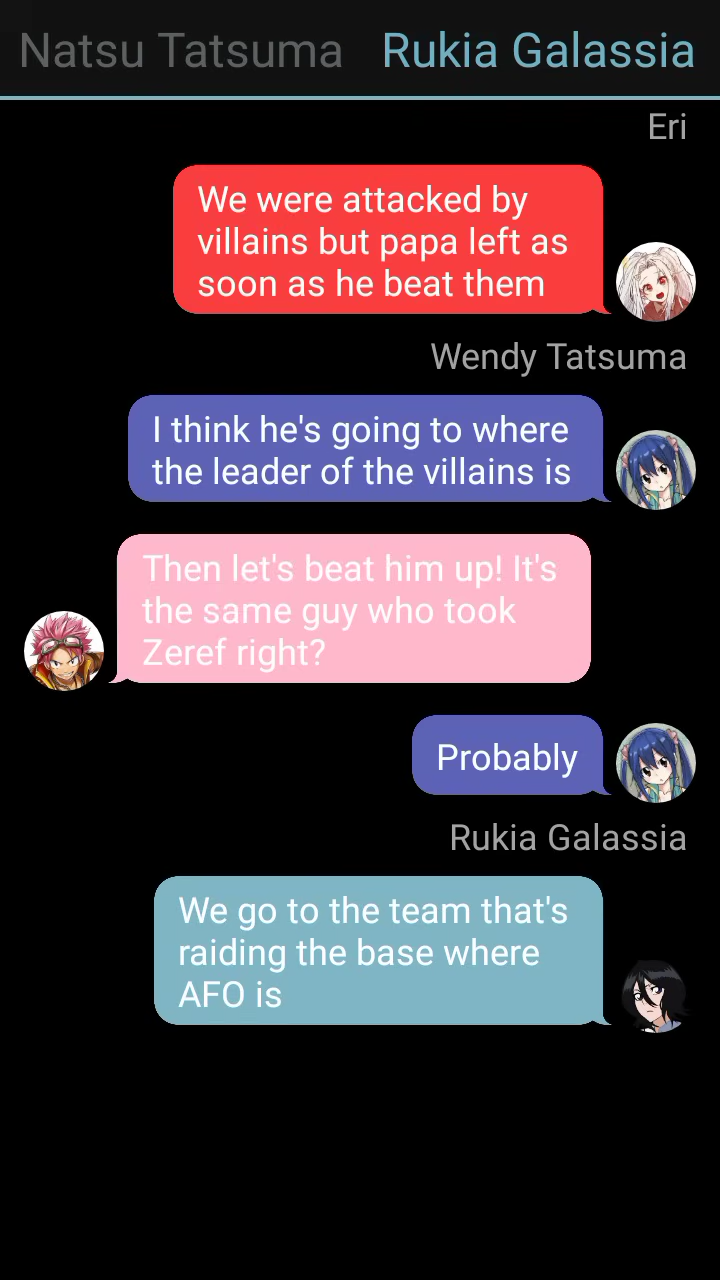 Natsu Tatsuma Rukia Galassia
Eri
We were attacked by
villains but papa left as
soon as he beat them
Wendy Tatsuma
I think he's going to where
the leader of the villains is
Then let's beat him up! It's
the same guy who took
Zeref right?
Probably
Rukia Galassia
We go to the team that's
raiding the base where
AFO is